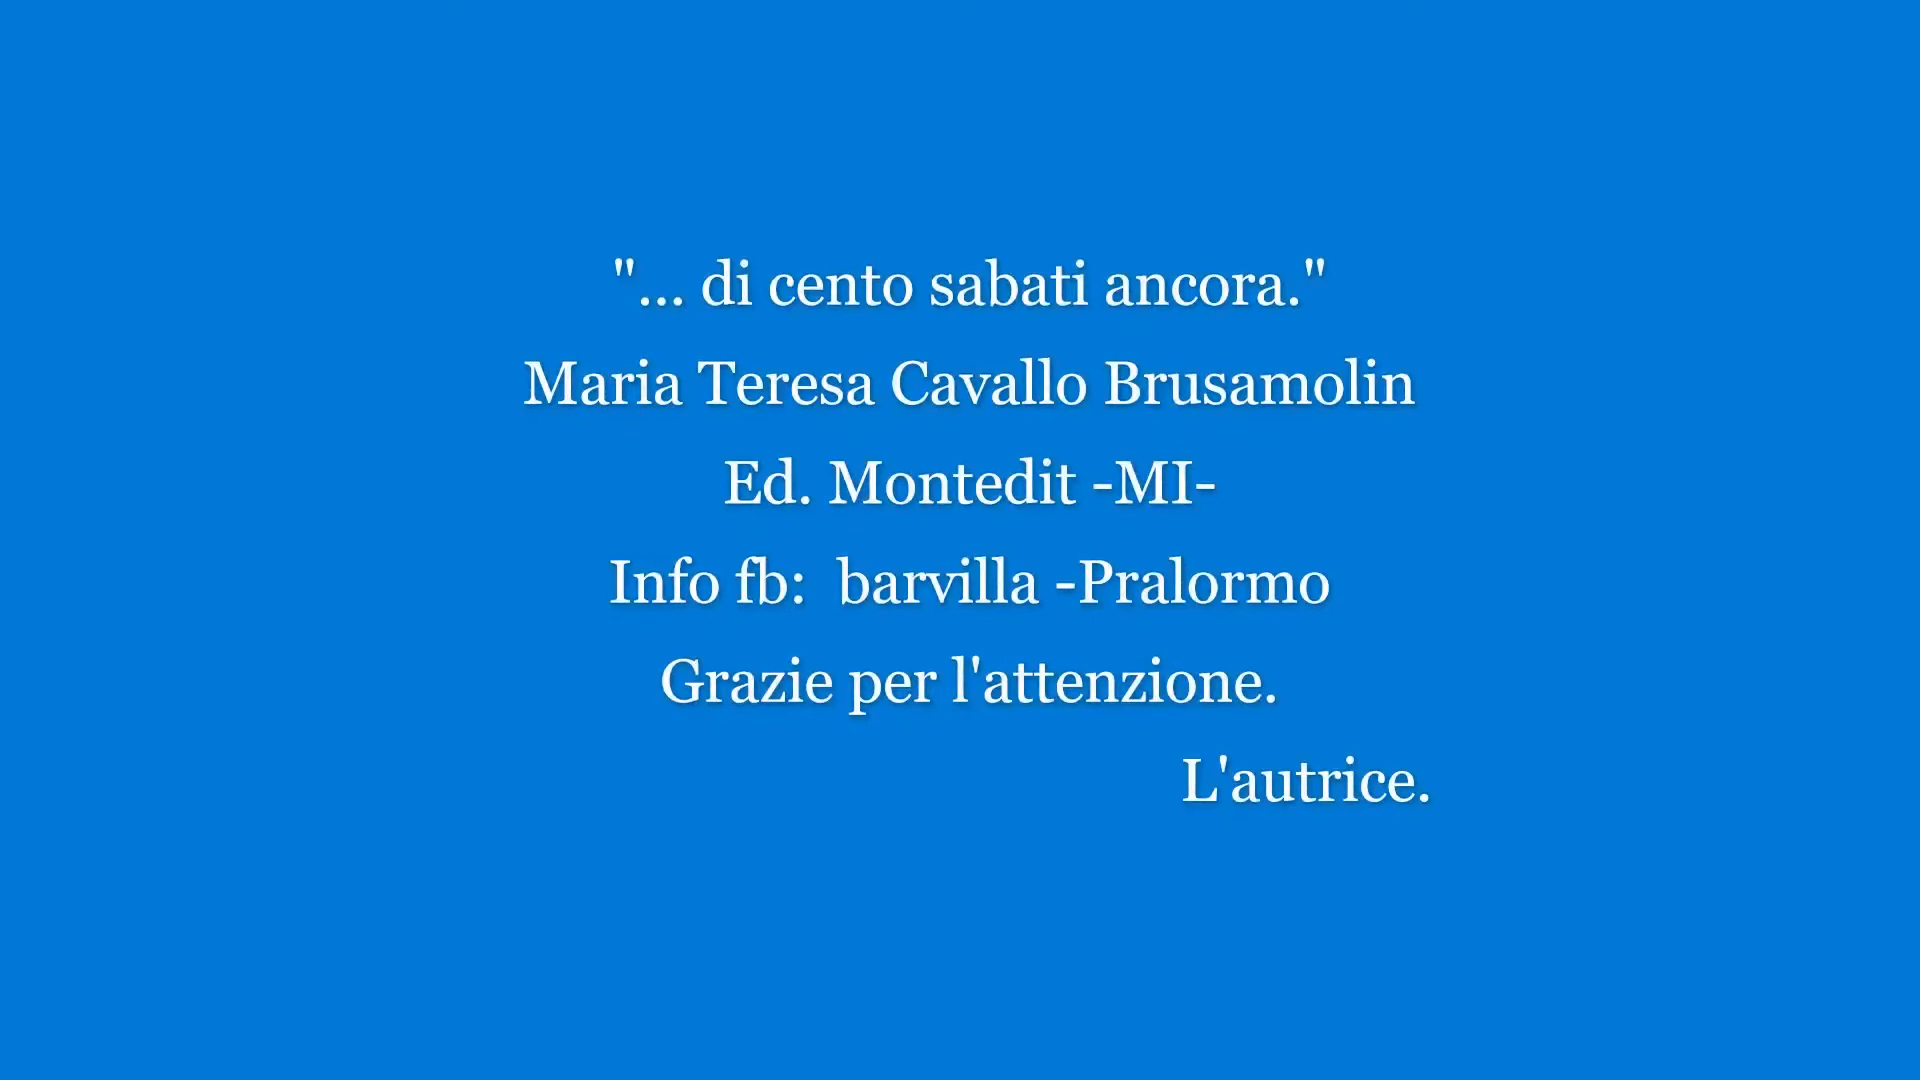 "... di cento sabati ancora."
Maria Teresa Cavallo Brusamolin
Ed. Montedit -MI-
Info fb:  barvilla -Pralormo
Grazie per l'attenzione.
L'autrice.